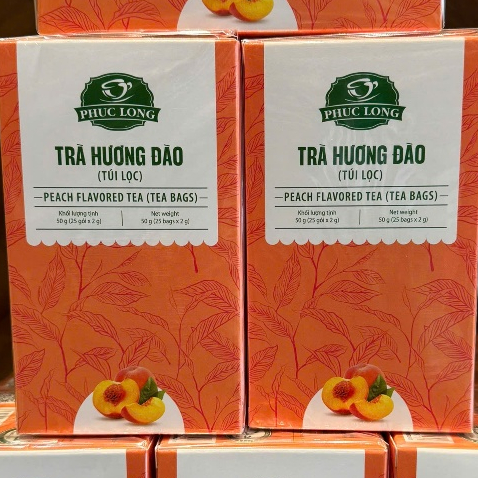 PHUC LONG
TRÀ HƯƠNG ĐÀO
(TÚI LỌC)
PEACH FLAVORED TEA (TEA BAGS)
Khối lượng tịnh
50 g (25 gói x 2 g)
Net weight
50 g (25 bags x 2 g)
PHUC LONG
TRÀ HƯƠNG ĐÀO
(TÚI LỌC)
PEACH FLAVORED TEA (TEA BAGS)
Khối lượng tịnh
50 g (25 gói x 2 g)
Net weight
50 g (25 bags x 2 g)